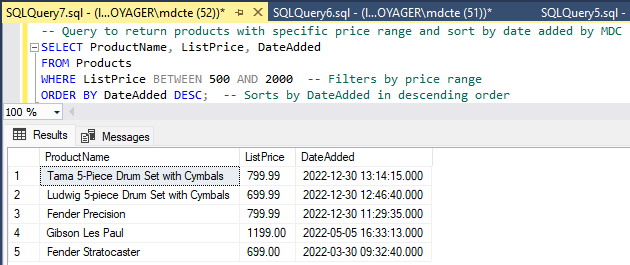 SQLQuery7.sql - (l...OYAGER\mdcte (52))* SQLQuery6.sql - (l...OYAGER\mdcte (51))* SQLQuery5.sql - (l
-- Query to return products with specific price range and sort by date added by MDC
SELECT ProductName, ListPrice, DateAdded
FROM Products
WHERE ListPrice BETWEEN 500 AND 2000 -- Filters by price range
ORDER BY DateAdded DESC; -- Sorts by DateAdded in descending order
100 %
Results Messages
ProductName ListPrice DateAdded
1 Tama 5-Piece Drum Set with Cymbals 799.99 2022-12-30 13:14:15.000
2 Ludwig 5-piece Drum Set with Cymbals 699.99 2022-12-30 12:46:40.000
3 Fender Precision 799.99 2022-12-30 11:29:35.000
4 Gibson Les Paul 1199.00 2022-05-05 16:33:13.000
5 Fender Stratocaster 699.00 2022-03-30 09:32:40.000